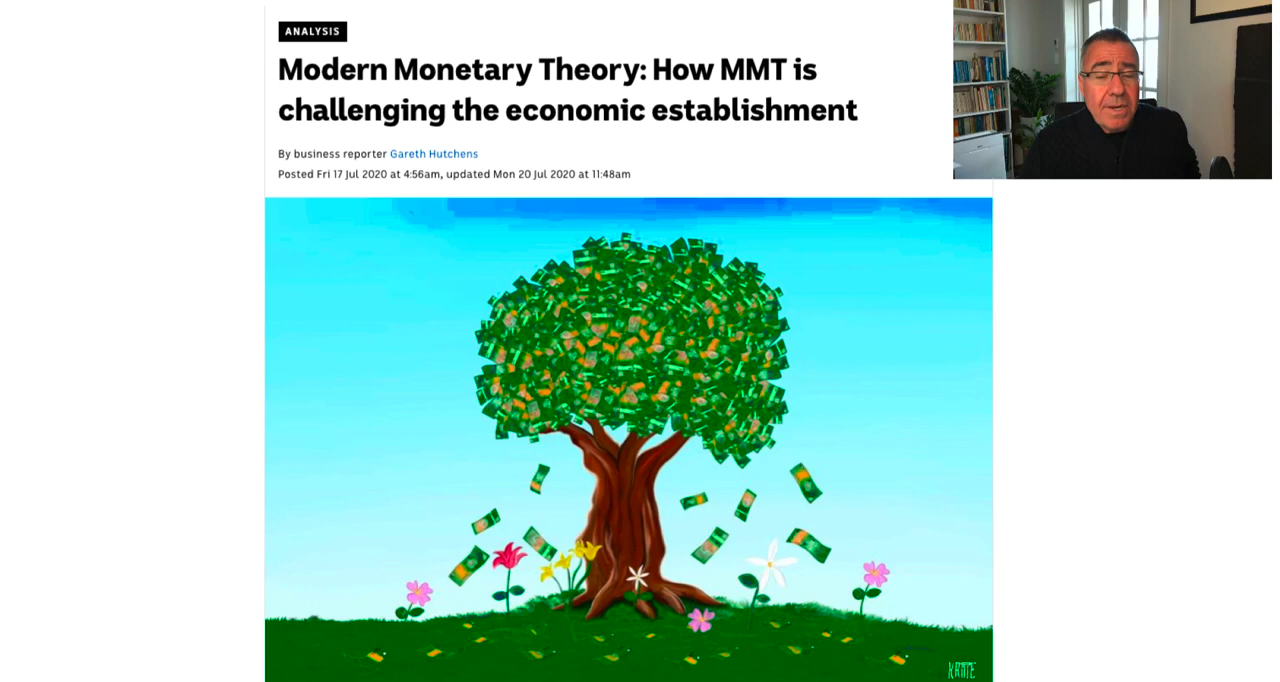 ANALYSIS
Modern Monetary Theory: How MMT is
challenging the economic establishment
By business reporter Gareth Hutchens
Posted Fri 17 Jul 2020 at 4:56am, updated Mon 20 Jul 2020 at 11:48am